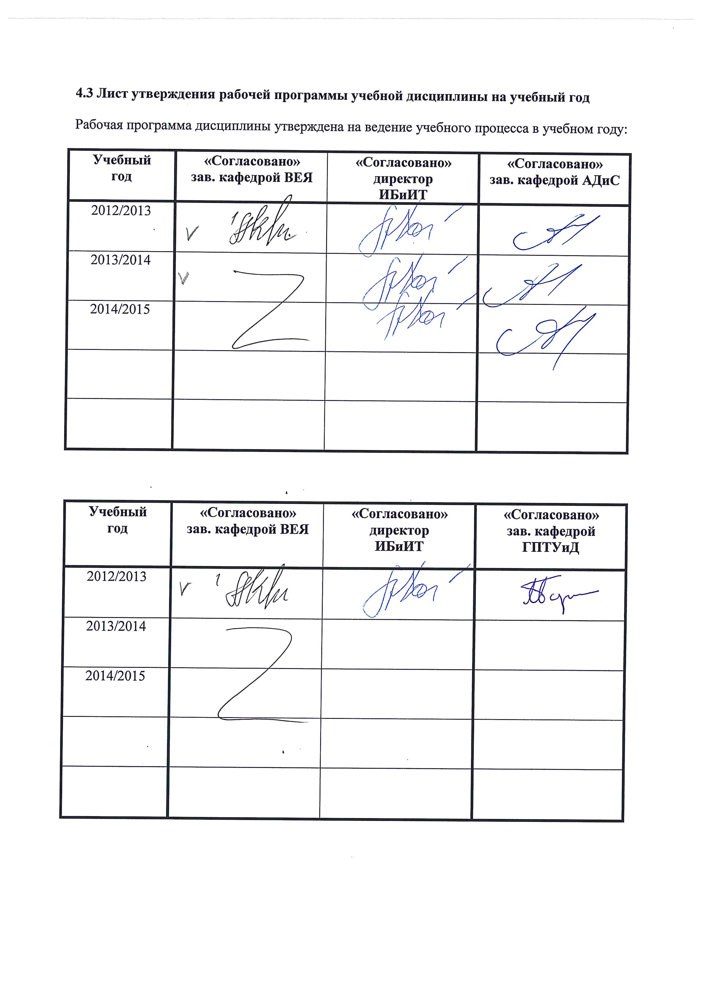 4.3 Лист утверждения рабочей программы учебной дисциплины на учебный год
Рабочая программа дисциплины утверждена на ведение учебного процесса в учебном году:
Учебный
год
«Согласовано»
зав. кафедрой ВЕЯ
«Согласовано»
директор
ИБиИТ
«Согласовано»
зав. кафедрой АДиС
2012/2013
2013/2014
2014/2015
Учебный
год
«Согласовано»
зав. кафедрой ВЕЯ
«Согласовано»
директор
ИБиИТ
«Согласовано»
зав. кафедрой
ГПТУиД
2012/2013
2013/2014
2014/2015